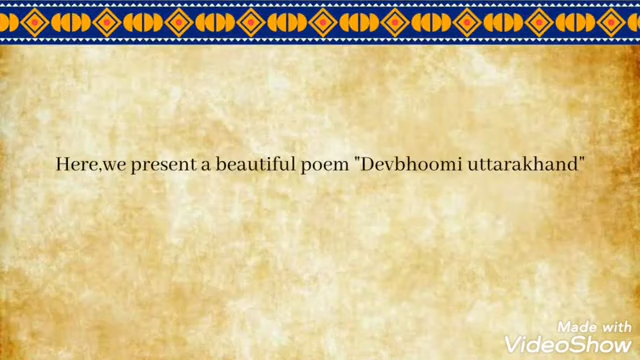 Here,we present a beautiful poem "Devbhoomi uttarakhand"
Made with
VideoShow